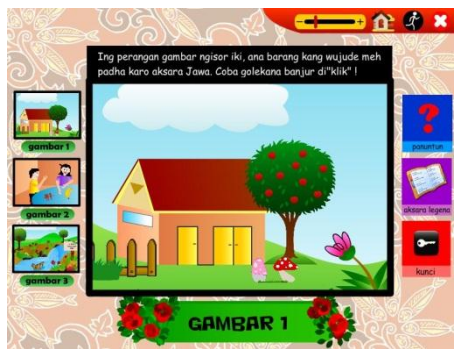 Ing perangan gambar ngisor iki, ana barang kang wujude meh
padha karo aksara Jawa. Coba golekana banjur di"klik" !
gambar 1
gambar 2
gambar 3
?
panuntun
aksara legena
kunci
GAMBAR 1